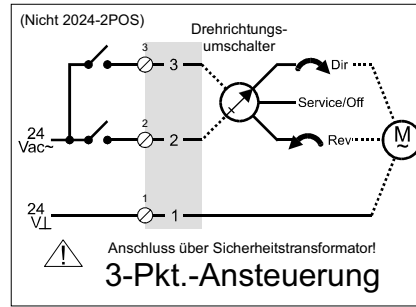 (Nicht 2024-2POS)
Drehrichtungs-
umschalter
3
3
Dir
Service/Off
24
Vac~
2
2
Rev
M
~
24
V⊥
1
1
Anschluss über Sicherheitstransformator!
3-Pkt.-Ansteuerung